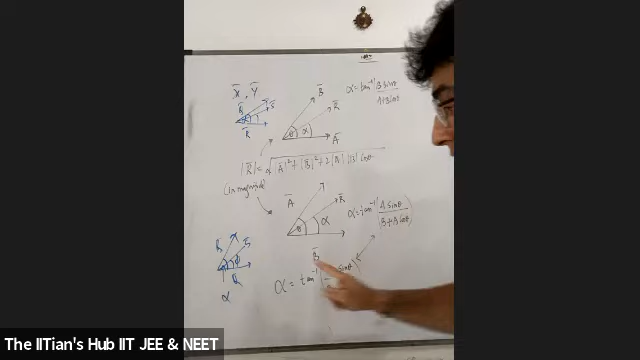 X̄ , Ȳ
B̄
R̄
α = tan⁻¹ B sinθ
A+B cosθ
θ
α
Ā
R̄
|R̄| = √|Ā|² + |B̄|² + 2|Ā||B̄| cosθ
(In magnitude)
Ā
R̄
α = tan⁻¹ (A sinθ
B + A cosθ)
θ
α
B̄
α = tan⁻¹
sinθ
α
The IITian's Hub IIT JEE & NEET